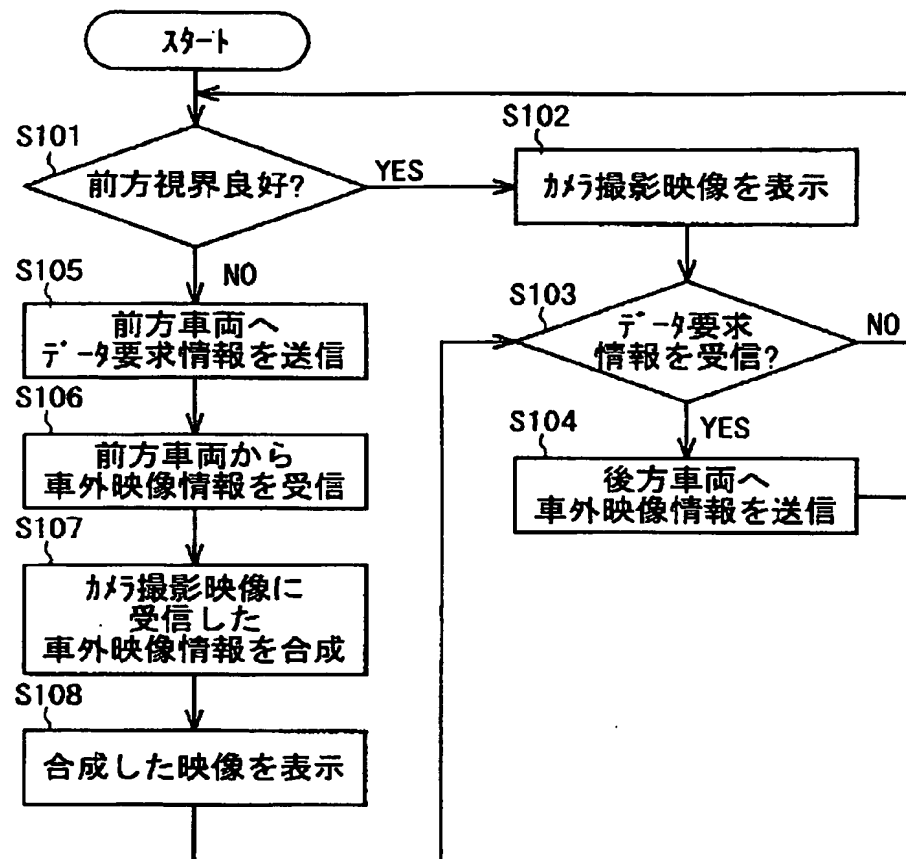 スタート
S101
前方視界良好?
YES
S102
カメラ撮影映像を表示
NO
S103
データ要求
情報を受信?
NO
YES
S104
後方車両へ
車外映像情報を送信
S105
前方車両へ
データ要求情報を送信
S106
前方車両から
車外映像情報を受信
S107
カメラ撮影映像に
受信した
車外映像情報を合成
S108
合成した映像を表示